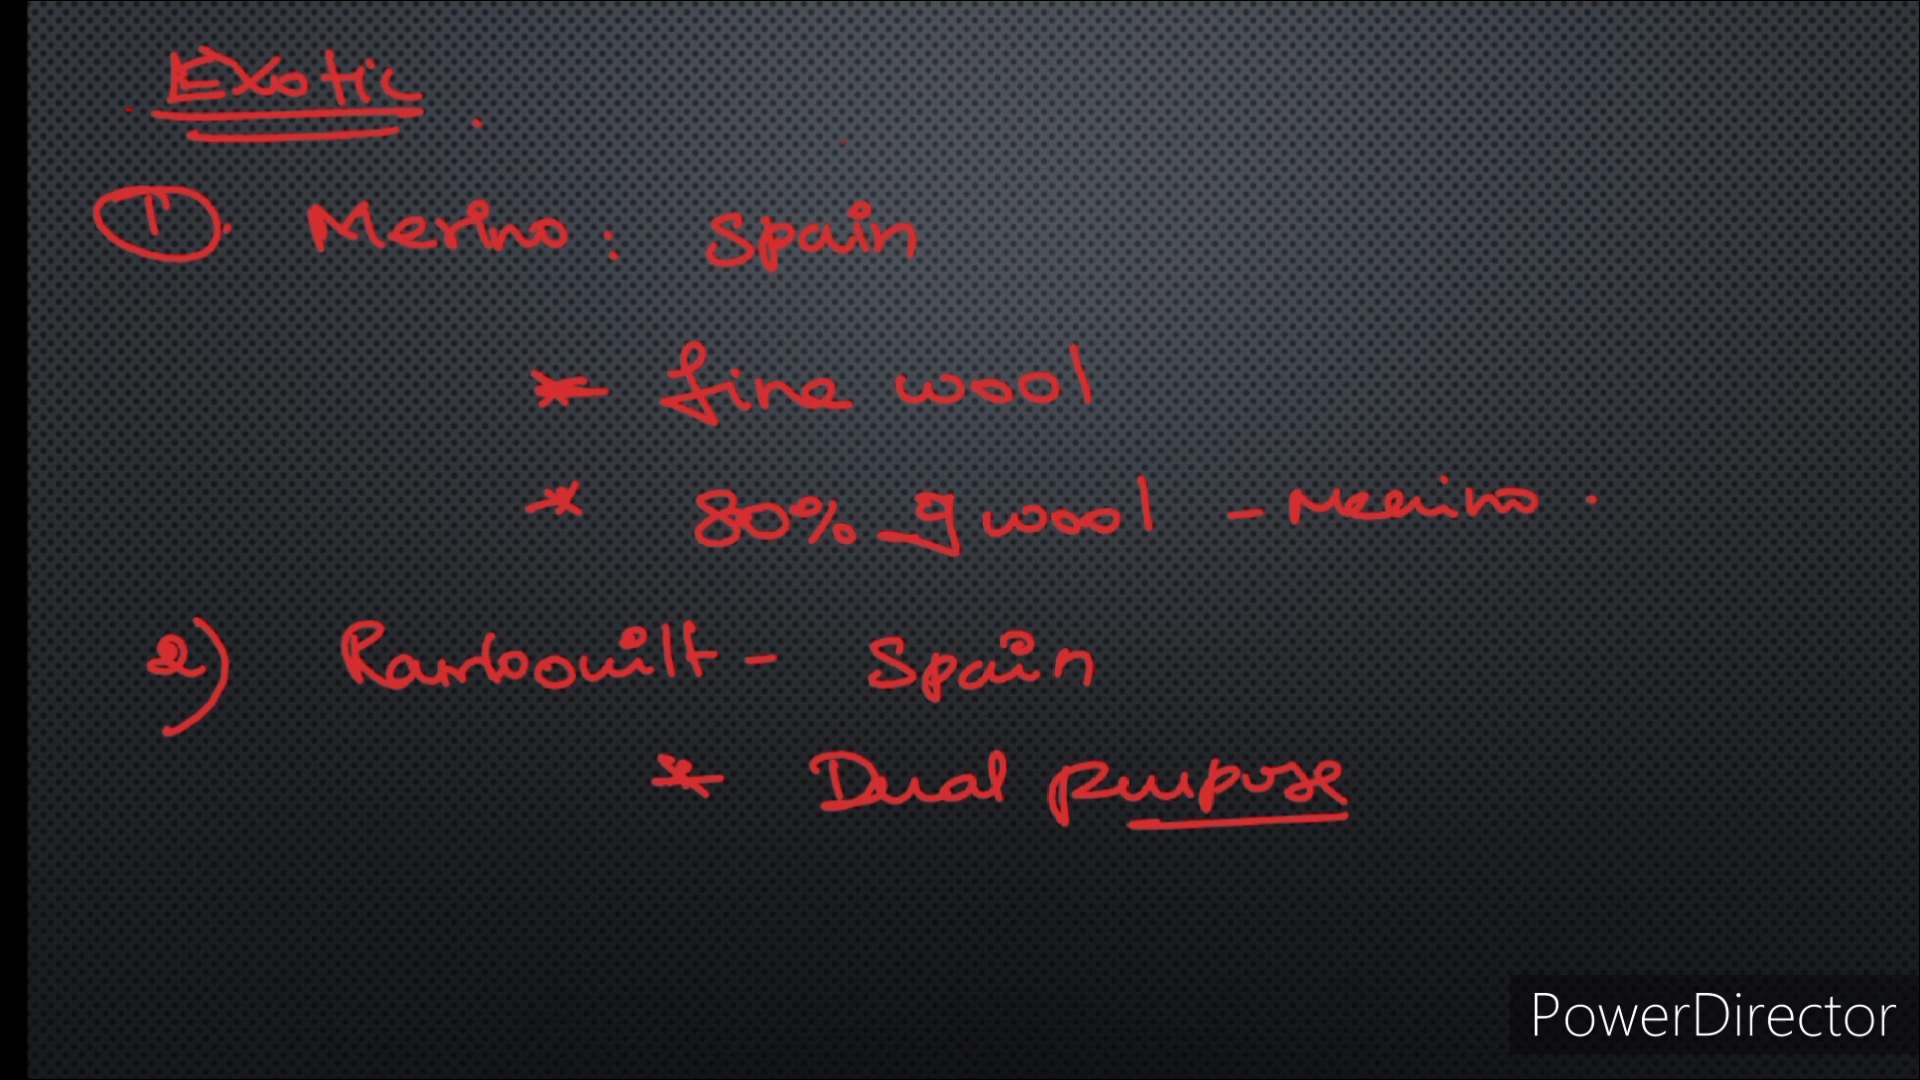 Exotic
1. Merino: Spain
* fine wool
* 80% of wool - Merino.
2) Rambouilt - Spain
* Dual purpose
PowerDirector